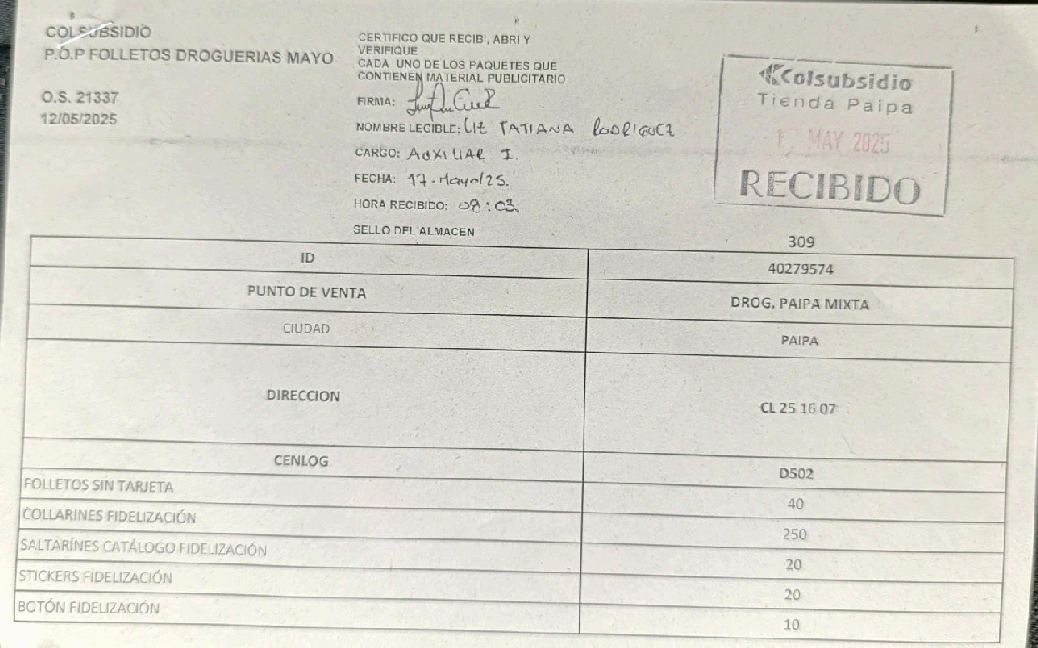 COLSUBSIDIO
P.O.P FOLLETOS DROGUERIAS MAYO
O.S. 21337
12/05/2025
CERTIFICO QUE RECIB , ABRI Y
VERIFIQUE
CADA UNO DE LOS PAQUETES QUE
CONTIENEN MATERIAL PUBLICITARIO
FIRMA:
NOMBRE LEGIBLE: LIZ TATIANA RODRIGUEZ
CARGO: AUXILIAR I.
FECHA: 17-Mayo/25.
HORA RECIBIDO: 08:03
SELLO DEL ALMACEN
Colsubsidio
Tienda Paipa
MAY 2025
RECIBIDO
309
ID 40279574
PUNTO DE VENTA DROG. PAIPA MIXTA
CIUDAD PAIPA
DIRECCION CL 25 16 07
CENLOG D502
FOLLETOS SIN TARJETA 40
COLLARINES FIDELIZACIÓN 250
SALTARINES CATÁLOGO FIDELIZACIÓN 20
STICKERS FIDELIZACIÓN 20
BOTÓN FIDELIZACIÓN 10